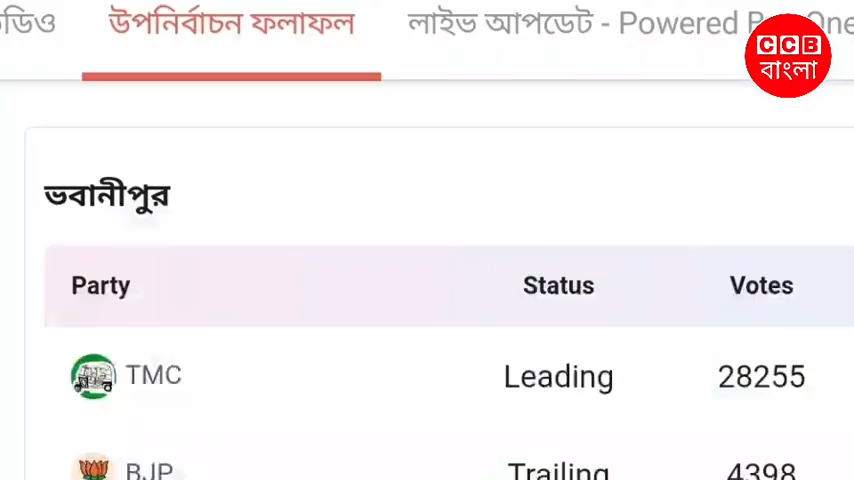 উপনির্বাচন ফলাফল
লাইভ আপডেট - Powered
CCB
বাংলা
ভবানীপুর
Party Status Votes
TMC Leading 28255
BJP Trailing 4398